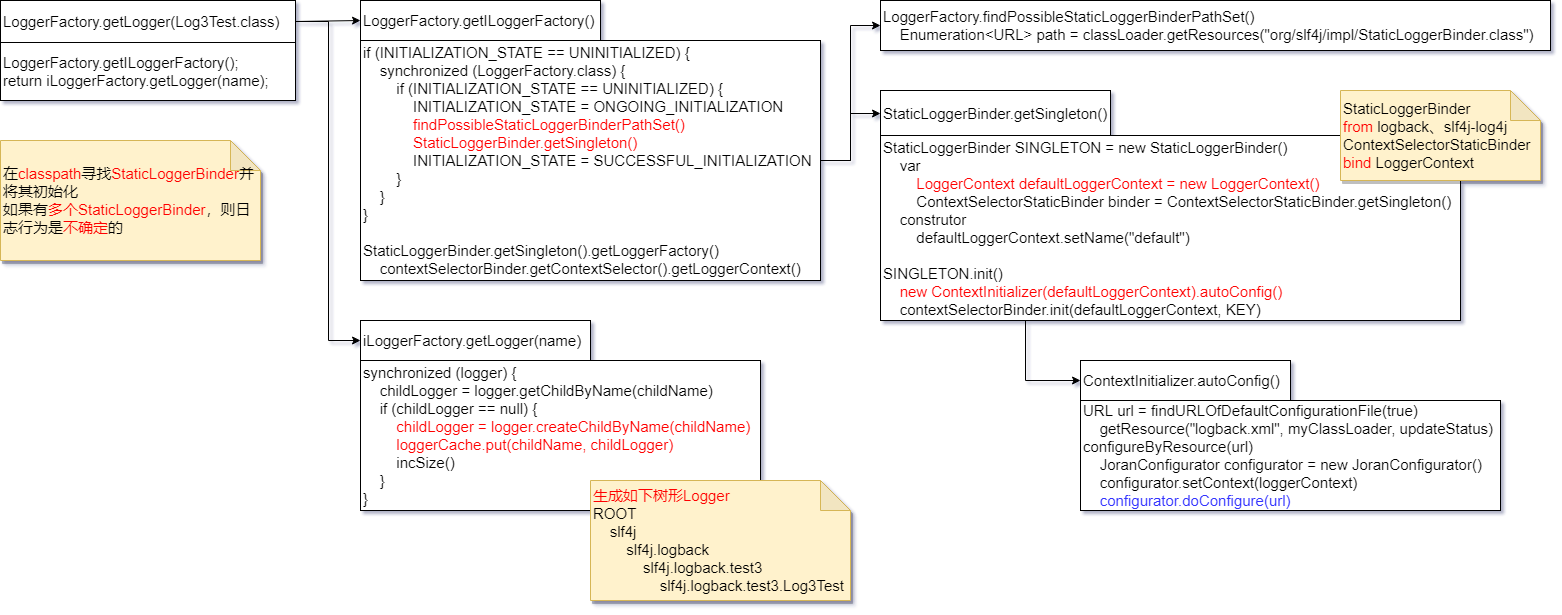 LoggerFactory.getLogger(Log3Test.class)
LoggerFactory.getILoggerFactory();
return iLoggerFactory.getLogger(name);
在classpath寻找StaticLoggerBinder并
将其初始化
如果有多个StaticLoggerBinder，则日
志行为是不确定的
LoggerFactory.getILoggerFactory()
if (INITIALIZATION_STATE == UNINITIALIZED) {
synchronized (LoggerFactory.class) {
if (INITIALIZATION_STATE == UNINITIALIZED) {
INITIALIZATION_STATE = ONGOING_INITIALIZATION
findPossibleStaticLoggerBinderPathSet()
StaticLoggerBinder.getSingleton()
INITIALIZATION_STATE = SUCCESSFUL_INITIALIZATION
}
}
}
StaticLoggerBinder.getSingleton().getLoggerFactory()
contextSelectorBinder.getContextSelector().getLoggerContext()
iLoggerFactory.getLogger(name)
synchronized (logger) {
childLogger = logger.getChildByName(childName)
if (childLogger == null) {
childLogger = logger.createChildByName(childName)
loggerCache.put(childName, childLogger)
incSize()
}
}
生成如下树形Logger
ROOT
slf4j
slf4j.logback
slf4j.logback.test3
slf4j.logback.test3.Log3Test
LoggerFactory.findPossibleStaticLoggerBinderPathSet()
Enumeration<URL> path = classLoader.getResources("org/slf4j/impl/StaticLoggerBinder.class")
StaticLoggerBinder.getSingleton()
StaticLoggerBinder SINGLETON = new StaticLoggerBinder()
var
LoggerContext defaultLoggerContext = new LoggerContext()
ContextSelectorStaticBinder binder = ContextSelectorStaticBinder.getSingleton()
construtor
defaultLoggerContext.setName("default")
SINGLETON.init()
new ContextInitializer(defaultLoggerContext).autoConfig()
contextSelectorBinder.init(defaultLoggerContext, KEY)
StaticLoggerBinder
from logback、slf4j-log4j
ContextSelectorStaticBinder
bind LoggerContext
ContextInitializer.autoConfig()
URL url = findURLOfDefaultConfigurationFile(true)
getResource("logback.xml", myClassLoader, updateStatus)
configureByResource(url)
JoranConfigurator configurator = new JoranConfigurator()
configurator.setContext(loggerContext)
configurator.doConfigure(url)